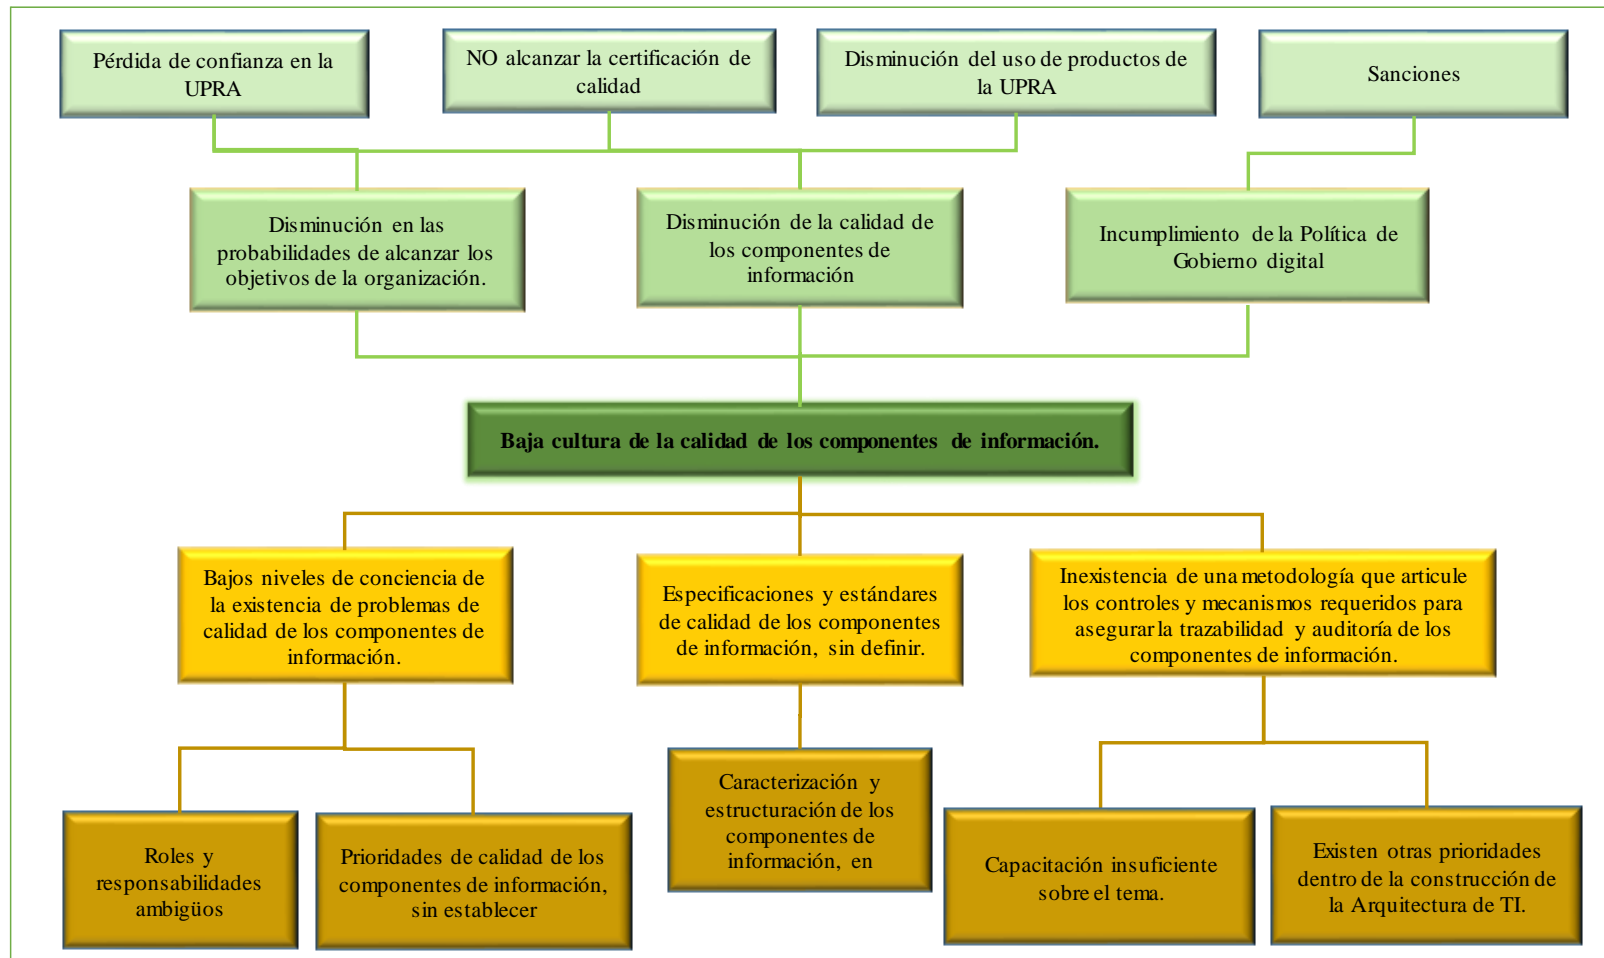 Pérdida de confianza en la
UPRA
NO alcanzar la certificación de
calidad
Disminución del uso de productos de
la UPRA
Sanciones
Disminución en las
probabilidades de alcanzar los
objetivos de la organización.
Disminución de la calidad de
los componentes de
información
Incumplimiento de la Política de
Gobierno digital
Baja cultura de la calidad de los componentes de información.
Bajos niveles de conciencia de
la existencia de problemas de
calidad de los componentes de
información.
Especificaciones y estándares
de calidad de los componentes
de información, sin definir.
Inexistencia de una metodología que articule
los controles y mecanismos requeridos para
asegurar la trazabilidad y auditoría de los
componentes de información.
Roles y
responsabilidades
ambigüos
Prioridades de calidad de los
componentes de información,
sin establecer
Caracterización y
estructuración de los
componentes de
información, en
Capacitación insuficiente
sobre el tema.
Existen otras prioridades
dentro de la construcción de
la Arquitectura de TI.